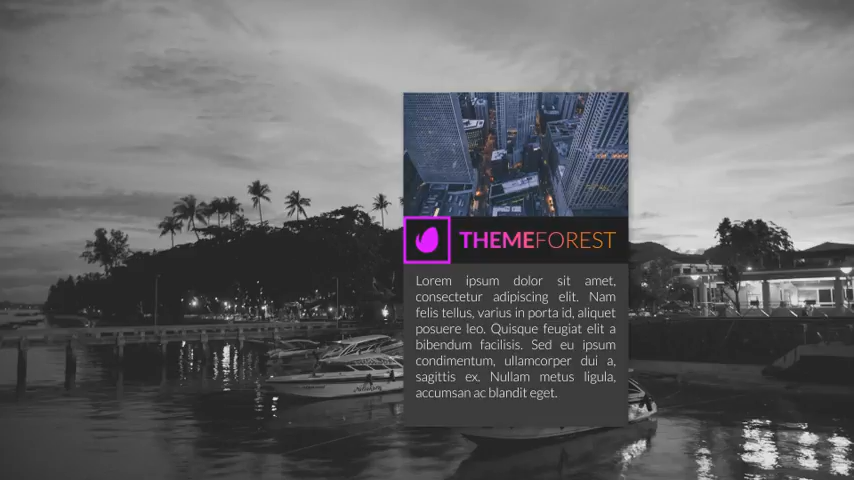 THEMEFOREST
Lorem ipsum dolor sit amet,
consectetur adipiscing elit. Nam
felis tellus, varius in porta id, aliquet
posuere leo. Quisque feugiat elit a
bibendum facilisis. Sed eu ipsum
condimentum, ullamcorper dui a,
sagittis ex. Nullam metus ligula,
accumsan ac blandit eget.